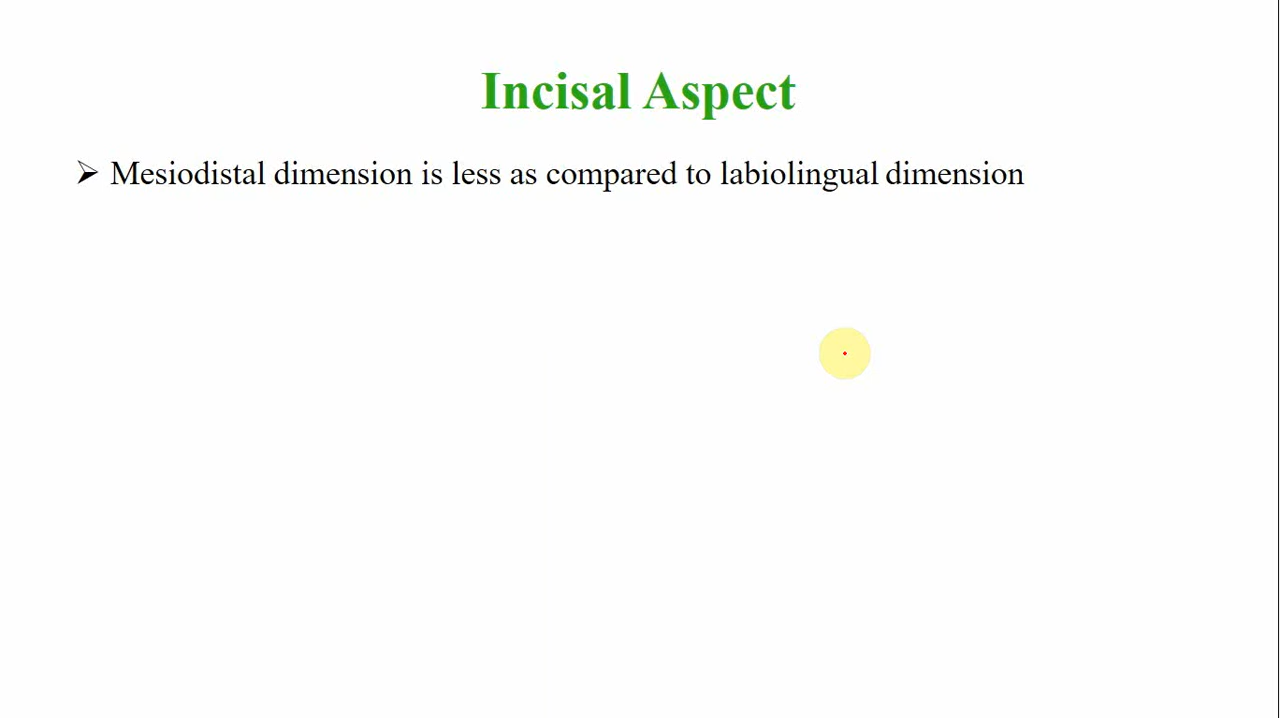 Incisal Aspect
➢ Mesiodistal dimension is less as compared to labiolingual dimension